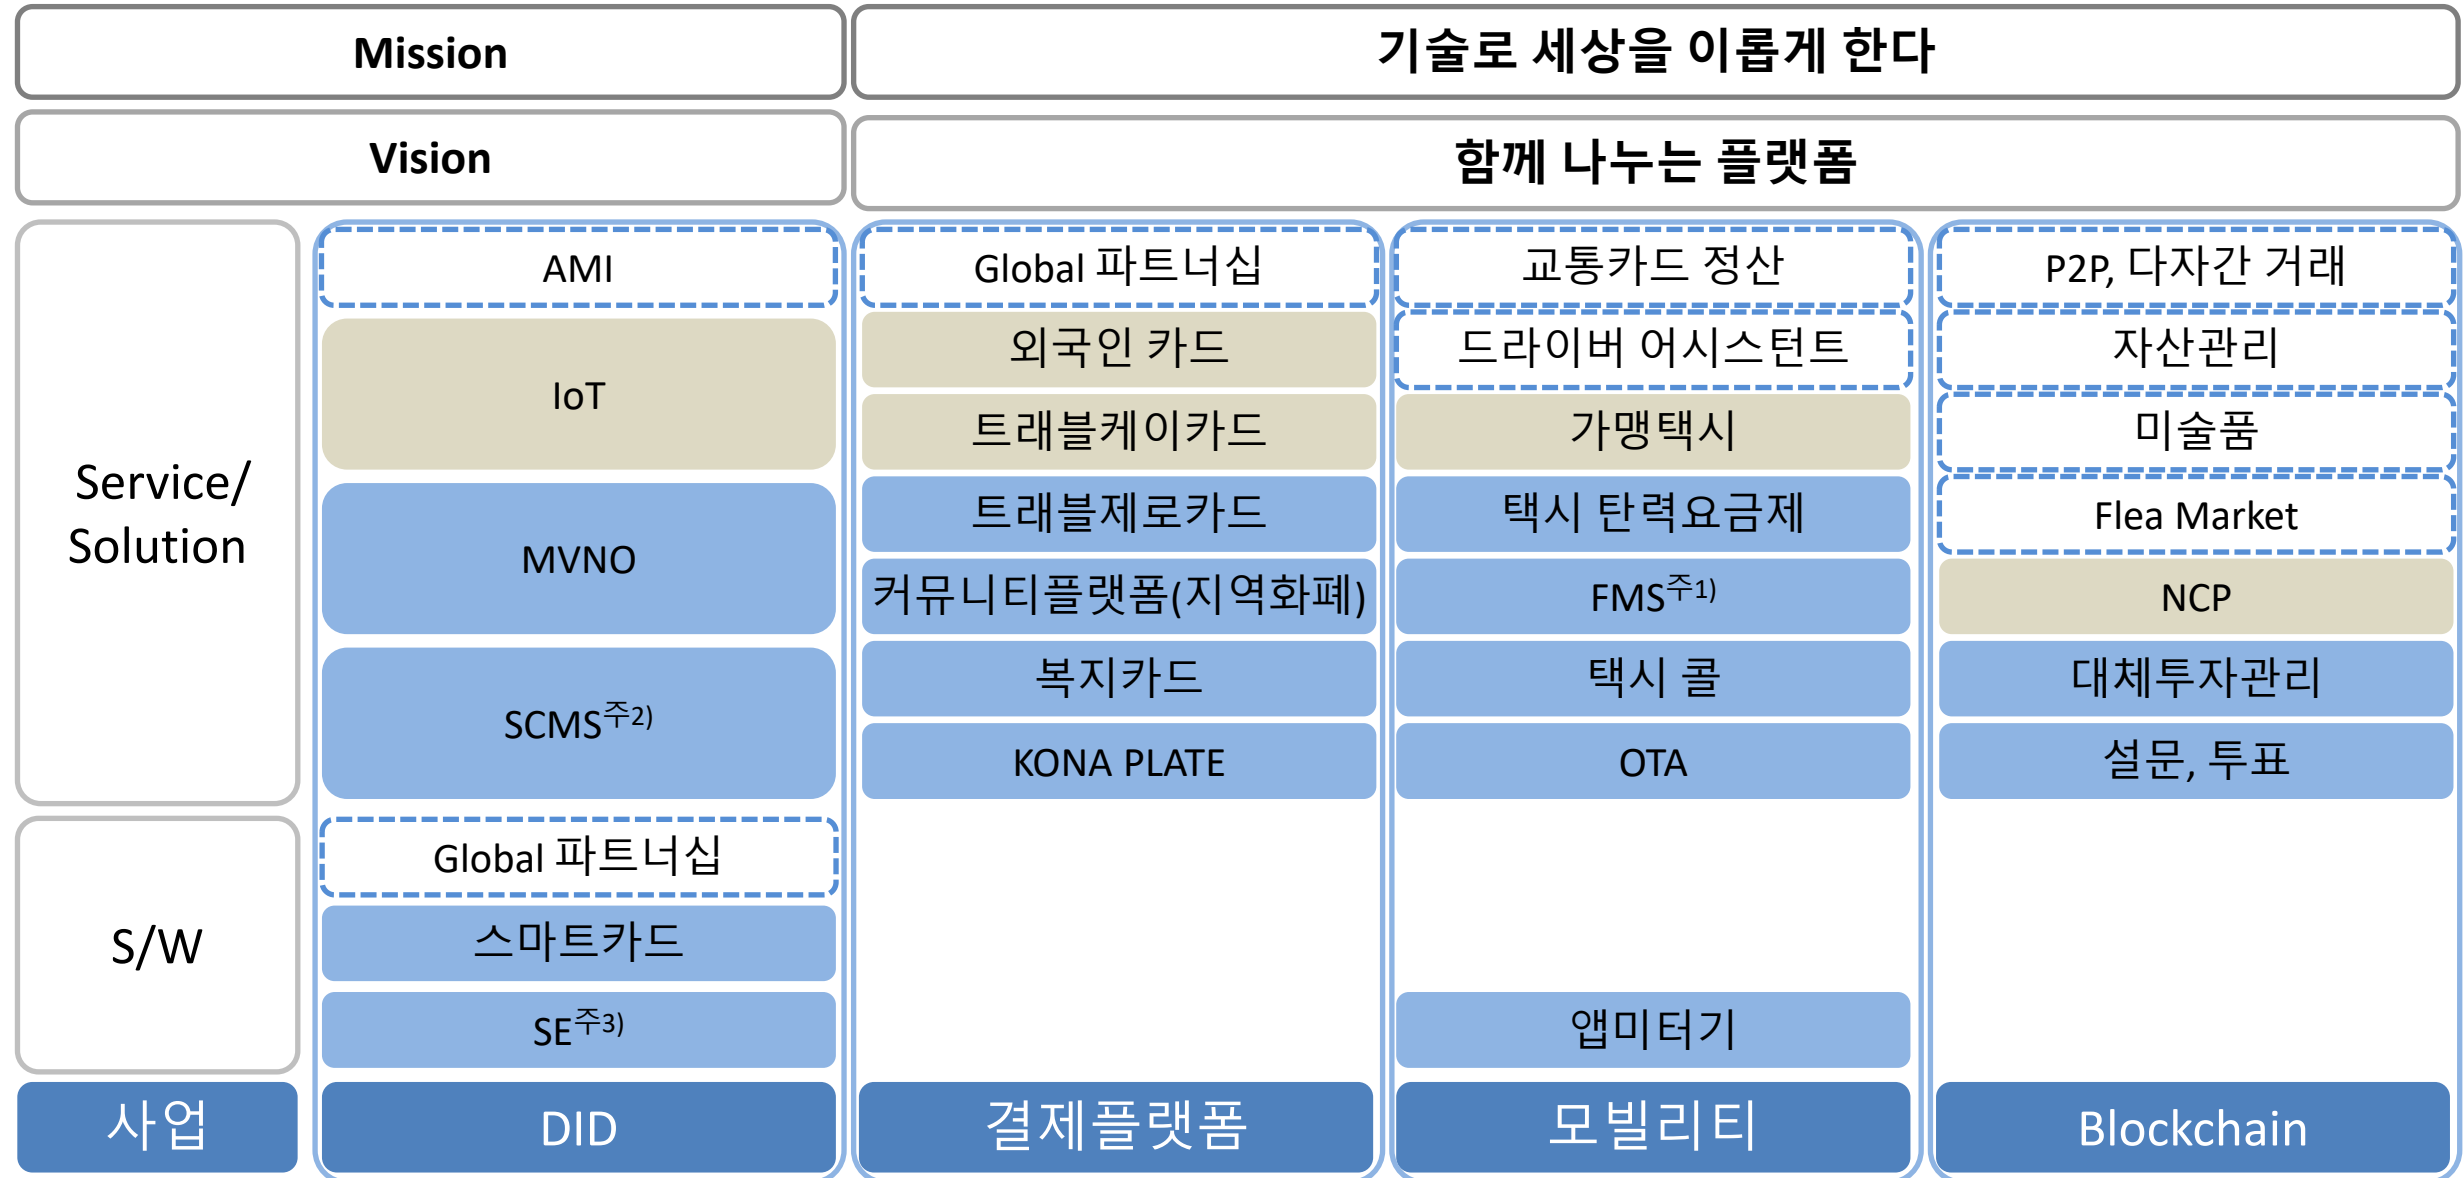 Mission
기술로 세상을 이롭게 한다
Vision
함께 나누는 플랫폼
Service/
Solution
AMI
IoT
MVNO
SCMS주2)
Global 파트너십
외국인 카드
트래블케이카드
트래블제로카드
커뮤니티플랫폼(지역화폐)
복지카드
KONA PLATE
교통카드 정산
드라이버 어시스턴트
가맹택시
택시 탄력요금제
FMS주1)
택시 콜
OTA
P2P, 다자간 거래
자산관리
미술품
Flea Market
NCP
대체투자관리
설문, 투표
S/W
Global 파트너십
스마트카드
SE주3)
앱미터기
사업
DID
결제플랫폼
모빌리티
Blockchain